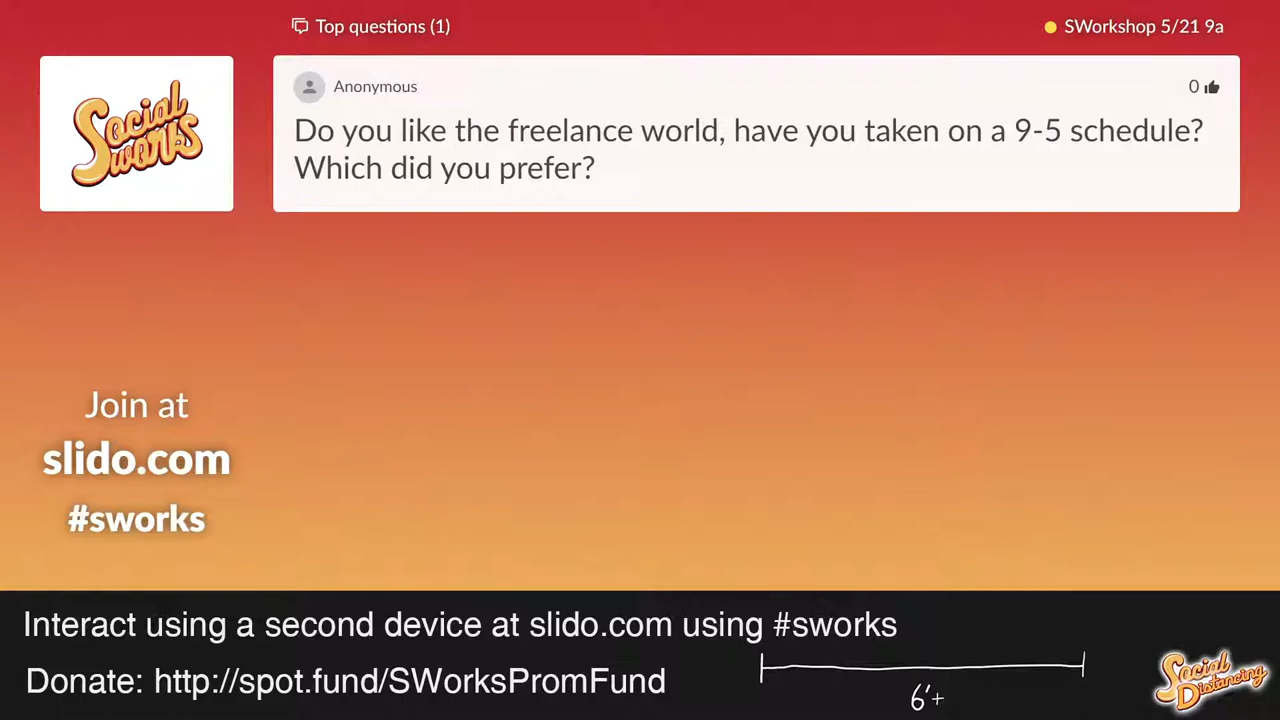 Top questions (1)
SWorkshop 5/21 9a
Social
Sworks
Anonymous
0
Do you like the freelance world, have you taken on a 9-5 schedule?
Which did you prefer?
Join at
slido.com
#sworks
Interact using a second device at slido.com using #sworks
Donate: http://spot.fund/SWorksPromFund
6'+
Social
Distancing